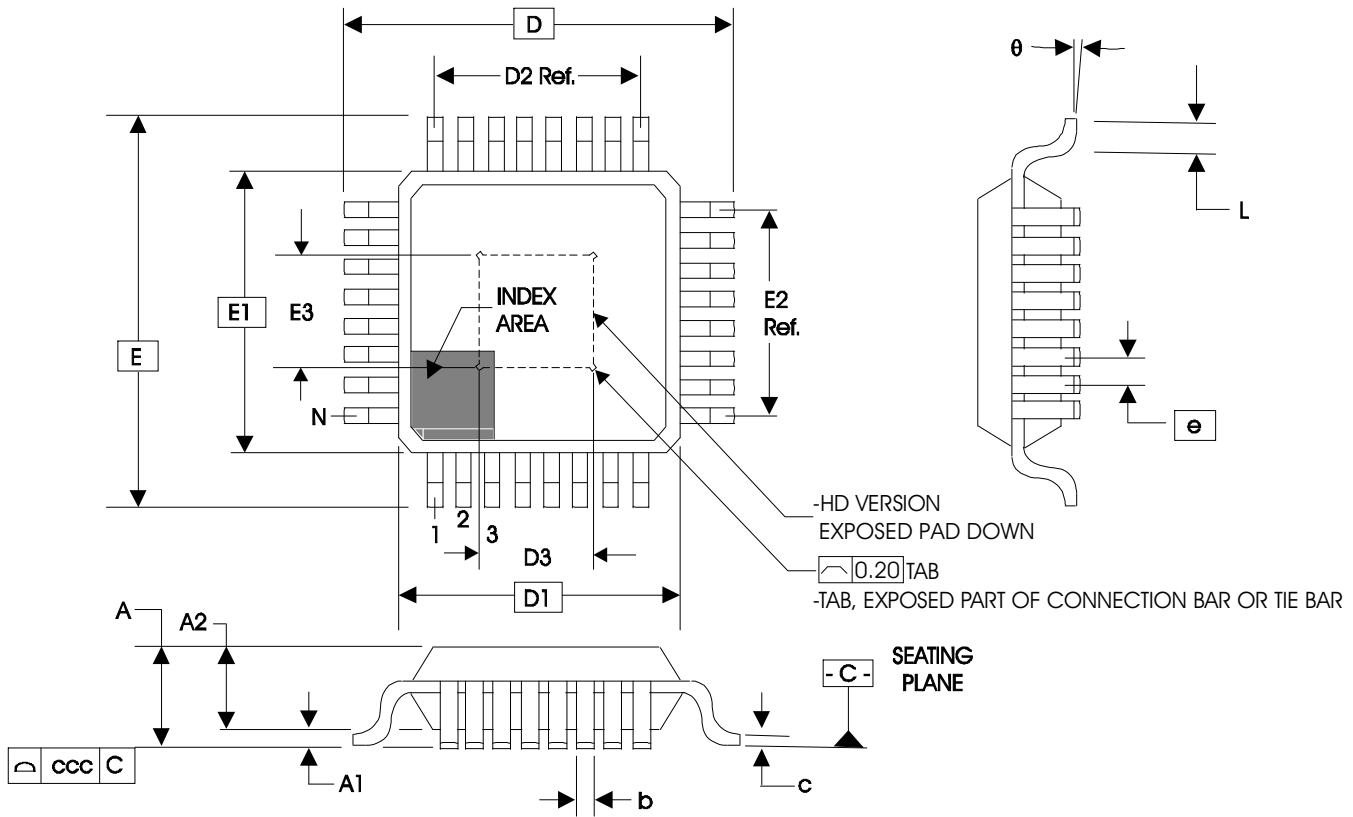 D
D2 Ref.
θ
L
E1
E3
INDEX
AREA
E2
Ref.
E
N
e
1
2
3
-HD VERSION
EXPOSED PAD DOWN
D3
0.20 TAB
D1
-TAB, EXPOSED PART OF CONNECTION BAR OR TIE BAR
A
A2
SEATING
PLANE
- C -
ccc C
A1
b
c